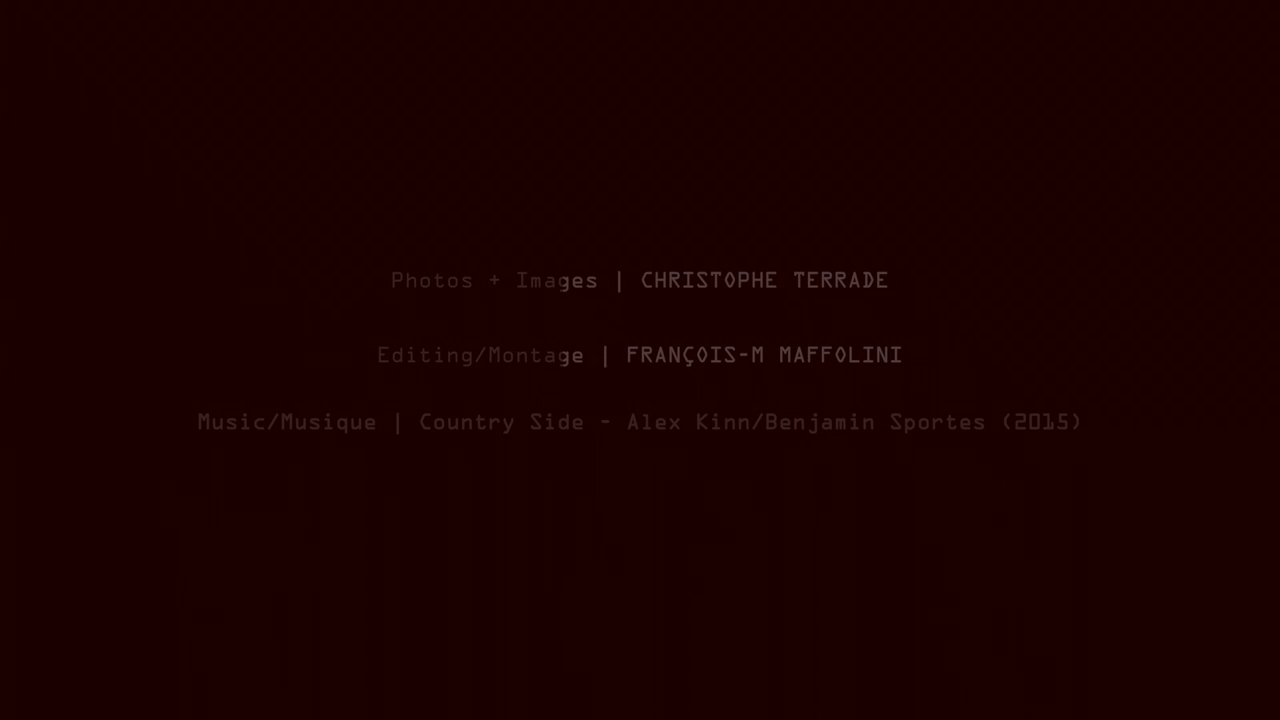 Photos + Images | CHRISTOPHE TERRADE
Editing/Montage | FRANÇOIS-M MAFFOLINI
Music/Musique | Country Side - Alex Kinn/Benjamin Sportes (2015)